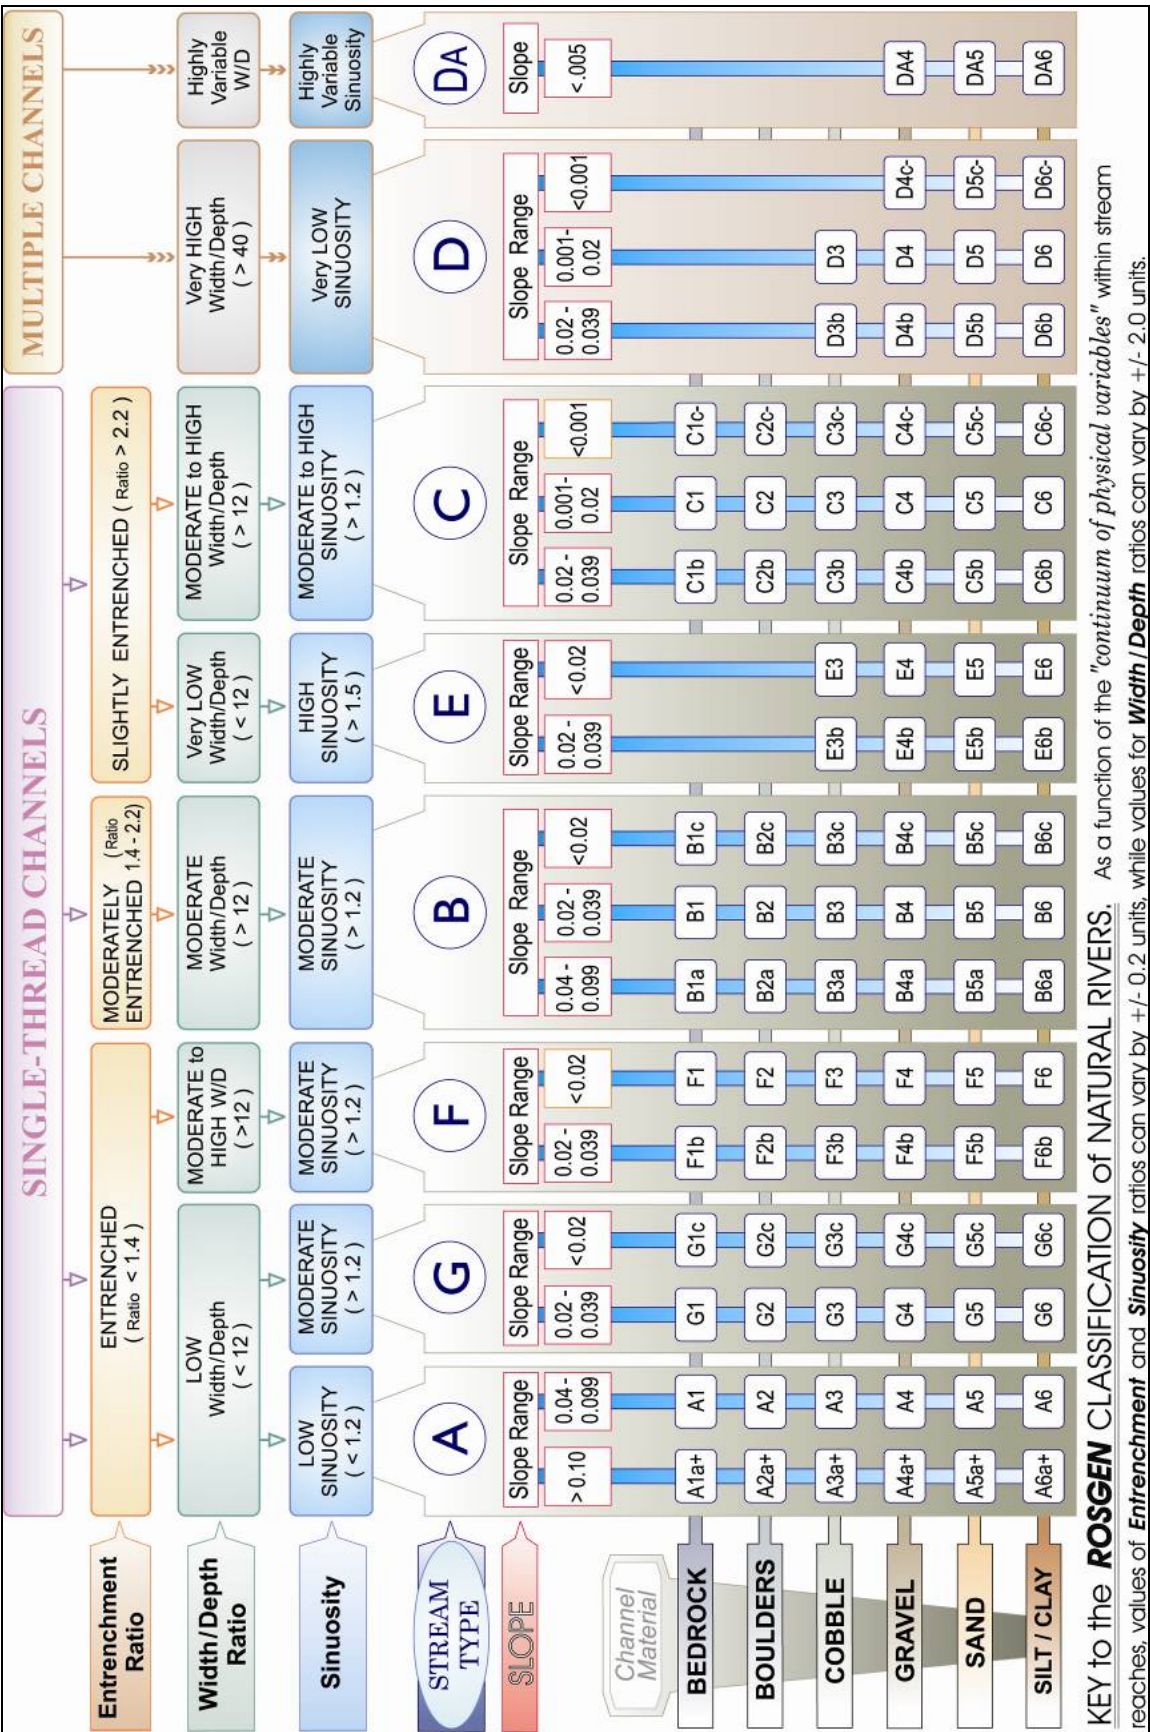 SINGLE-THREAD CHANNELS
MULTIPLE CHANNELS
Entrenchment
Ratio
ENTRENCHED
( Ratio < 1.4 )
MODERATELY
ENTRENCHED
( Ratio
1.4 - 2.2)
SLIGHTLY ENTRENCHED ( Ratio > 2.2 )
Width/Depth
Ratio
LOW
Width/Depth
( < 12 )
MODERATE to
HIGH W/D
( >12 )
MODERATE
Width/Depth
( > 12 )
Very LOW
Width/Depth
( < 12 )
MODERATE to HIGH
Width/Depth
( > 12 )
Very HIGH
Width/Depth
( > 40 )
Highly
Variable
W/D
Sinuosity
LOW
SINUOSITY
( < 1.2 )
MODERATE
SINUOSITY
( > 1.2 )
MODERATE
SINUOSITY
( > 1.2 )
MODERATE
SINUOSITY
( > 1.2 )
HIGH
SINUOSITY
( > 1.5 )
MODERATE to HIGH
SINUOSITY
( > 1.2 )
Very LOW
SINUOSITY
Highly
Variable
Sinuosity
STREAM
TYPE
A
G
F
B
E
C
D
DA
SLOPE
Slope Range
Slope Range
Slope Range
Slope Range
Slope Range
Slope Range
Slope Range
Slope
> 0.10
0.04 -
0.099
0.02 -
0.039
<0.02
0.02 -
0.039
<0.02
0.04 -
0.099
0.02 -
0.039
<0.02
0.02 -
0.039
<0.02
0.02 -
0.039
0.001-
0.02
<0.001
0.02 -
0.039
0.001-
0.02
<0.001
<.005
Channel
Material
BEDROCK A1a+ A1 G1 G1c F1b F1 B1a B1 B1c C1b C1 C1c-
BOULDERS A2a+ A2 G2 G2c F2b F2 B2a B2 B2c C2b C2 C2c-
COBBLE A3a+ A3 G3 G3c F3b F3 B3a B3 B3c E3b E3 C3b C3 C3c- D3b D3
GRAVEL A4a+ A4 G4 G4c F4b F4 B4a B4 B4c E4b E4 C4b C4 C4c- D4b D4 D4c- DA4
SAND A5a+ A5 G5 G5c F5b F5 B5a B5 B5c E5b E5 C5b C5 C5c- D5b D5 D5c- DA5
SILT / CLAY A6a+ A6 G6 G6c F6b F6 B6a B6 B6c E6b E6 C6b C6 C6c- D6b D6 D6c- DA6
KEY to the ROSGEN CLASSIFICATION of NATURAL RIVERS. As a function of the "continuum of physical variables" within stream
reaches, values of Entrenchment and Sinuosity ratios can vary by +/- 0.2 units, while values for Width / Depth ratios can vary by +/- 2.0 units.